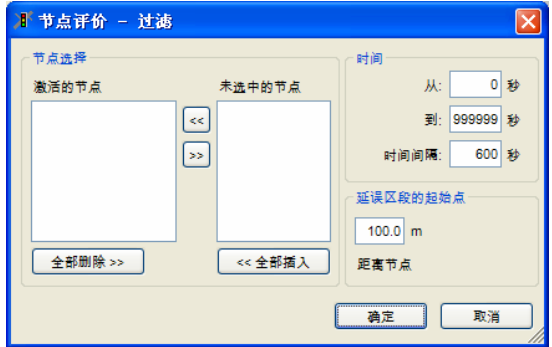 节点评价 - 过滤
节点选择
激活的节点
未选中的节点
<<
>>
全部删除 >>
<< 全部插入
时间
从: 0 秒
到: 999999 秒
时间间隔: 600 秒
延误区段的起始点
100.0 m
距离节点
确定
取消